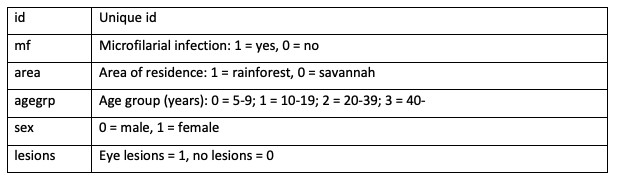 id Unique id
mf Microfilarial infection: 1 = yes, 0 = no
area Area of residence: 1 = rainforest, 0 = savannah
agegrp Age group (years): 0 = 5-9; 1 = 10-19; 2 = 20-39; 3 = 40-
sex 0 = male, 1 = female
lesions Eye lesions = 1, no lesions = 0